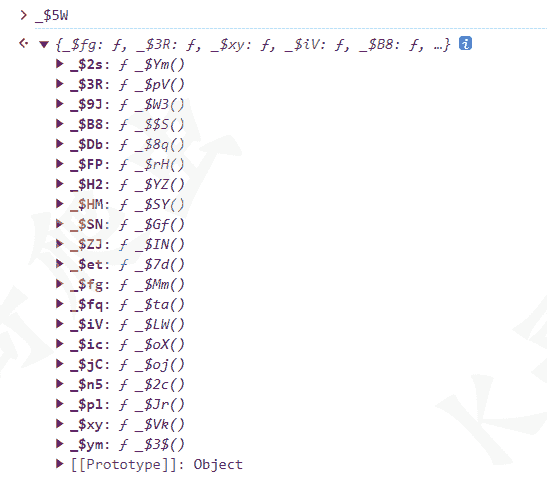 > _$5W
{_$fg: ƒ, _$3R: ƒ, _$xy: ƒ, _$iV: ƒ, _$B8: ƒ, …} i
_$2s: ƒ _$Ym()
_$3R: ƒ _$pV()
_$9J: ƒ _$W3()
_$B8: ƒ _$$S()
_$Db: ƒ _$8q()
_$FP: ƒ _$rH()
_$H2: ƒ _$YZ()
_$HM: ƒ _$SY()
_$SN: ƒ _$Gf()
_$ZJ: ƒ _$IN()
_$et: ƒ _$7d()
_$fg: ƒ _$Mm()
_$fq: ƒ _$ta()
_$iV: ƒ _$LW()
_$ic: ƒ _$oX()
_$jC: ƒ _$oj()
_$n5: ƒ _$2c()
_$pl: ƒ _$Jr()
_$xy: ƒ _$Vk()
_$ym: ƒ _$3$()
[[Prototype]]: Object